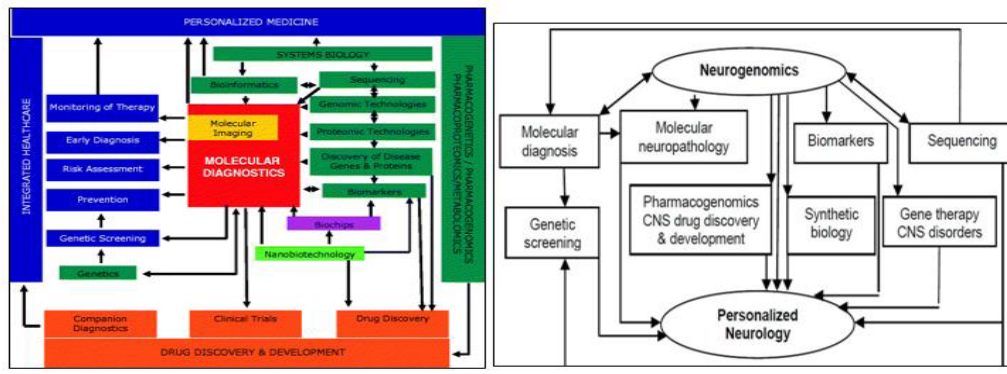 PERSONALIZED MEDICINE
SYSTEMS BIOLOGY
Bioinformatics
Sequencing
Monitoring of Therapy
Genomic Technologies
Molecular
Imaging
Proteomic Technologies
Early Diagnosis
MOLECULAR
DIAGNOSTICS
Discovery of Disease
Genes & Proteins
Risk Assessment
Biomarkers
Prevention
Biochips
Genetic Screening
Nanobiotechnology
Genetics
INTEGRATED HEALTHCARE
PHARMACOGENETICS / PHARMACOGENOMICS
PHARMACOPROTEOMICS/METABOLOMICS
Companion
Diagnostics
Clinical Trials
Drug Discovery
DRUG DISCOVERY & DEVELOPMENT
Neurogenomics
Molecular
diagnosis
Molecular
neuropathology
Biomarkers
Sequencing
Genetic
screening
Pharmacogenomics
CNS drug discovery
& development
Synthetic
biology
Gene therapy
CNS disorders
Personalized
Neurology